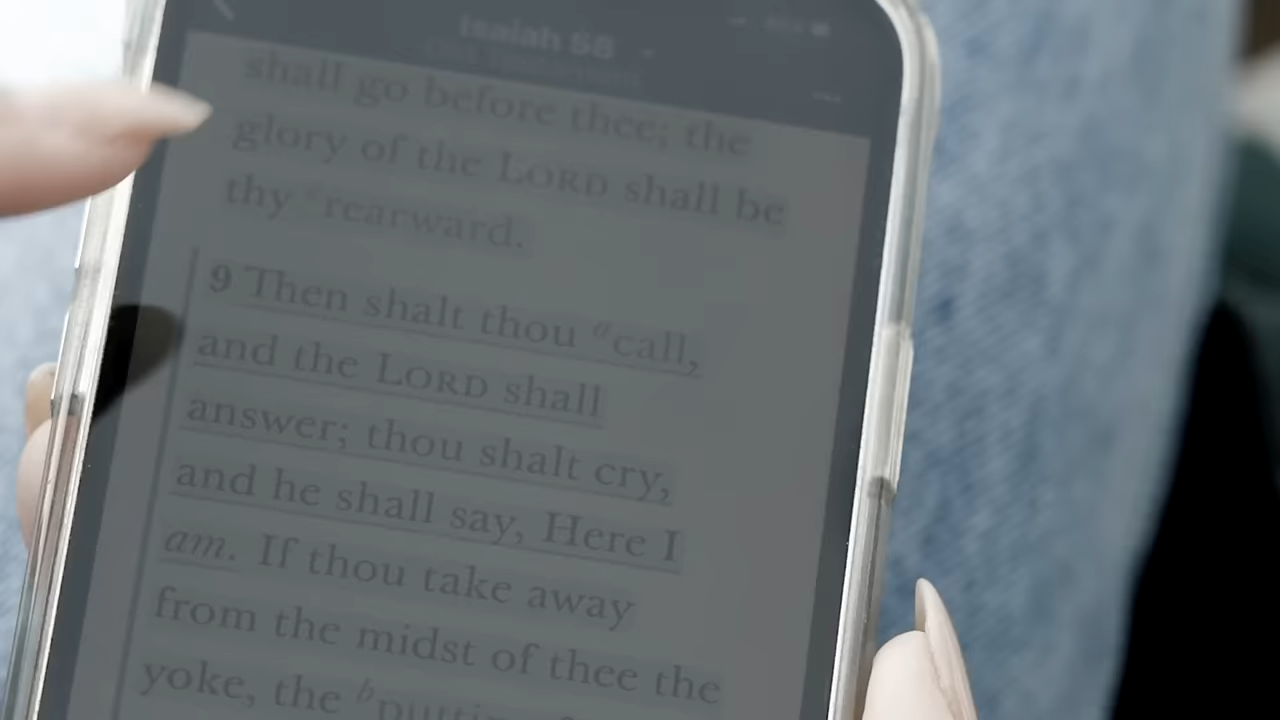 Isaiah 58
shall go before thee; the
glory of the LORD shall be
thy rearward.
9 Then shalt thou ᵃcall,
and the LORD shall
answer; thou shalt cry,
and he shall say, Here I
am. If thou take away
from the midst of thee the
yoke, the ᵇputting